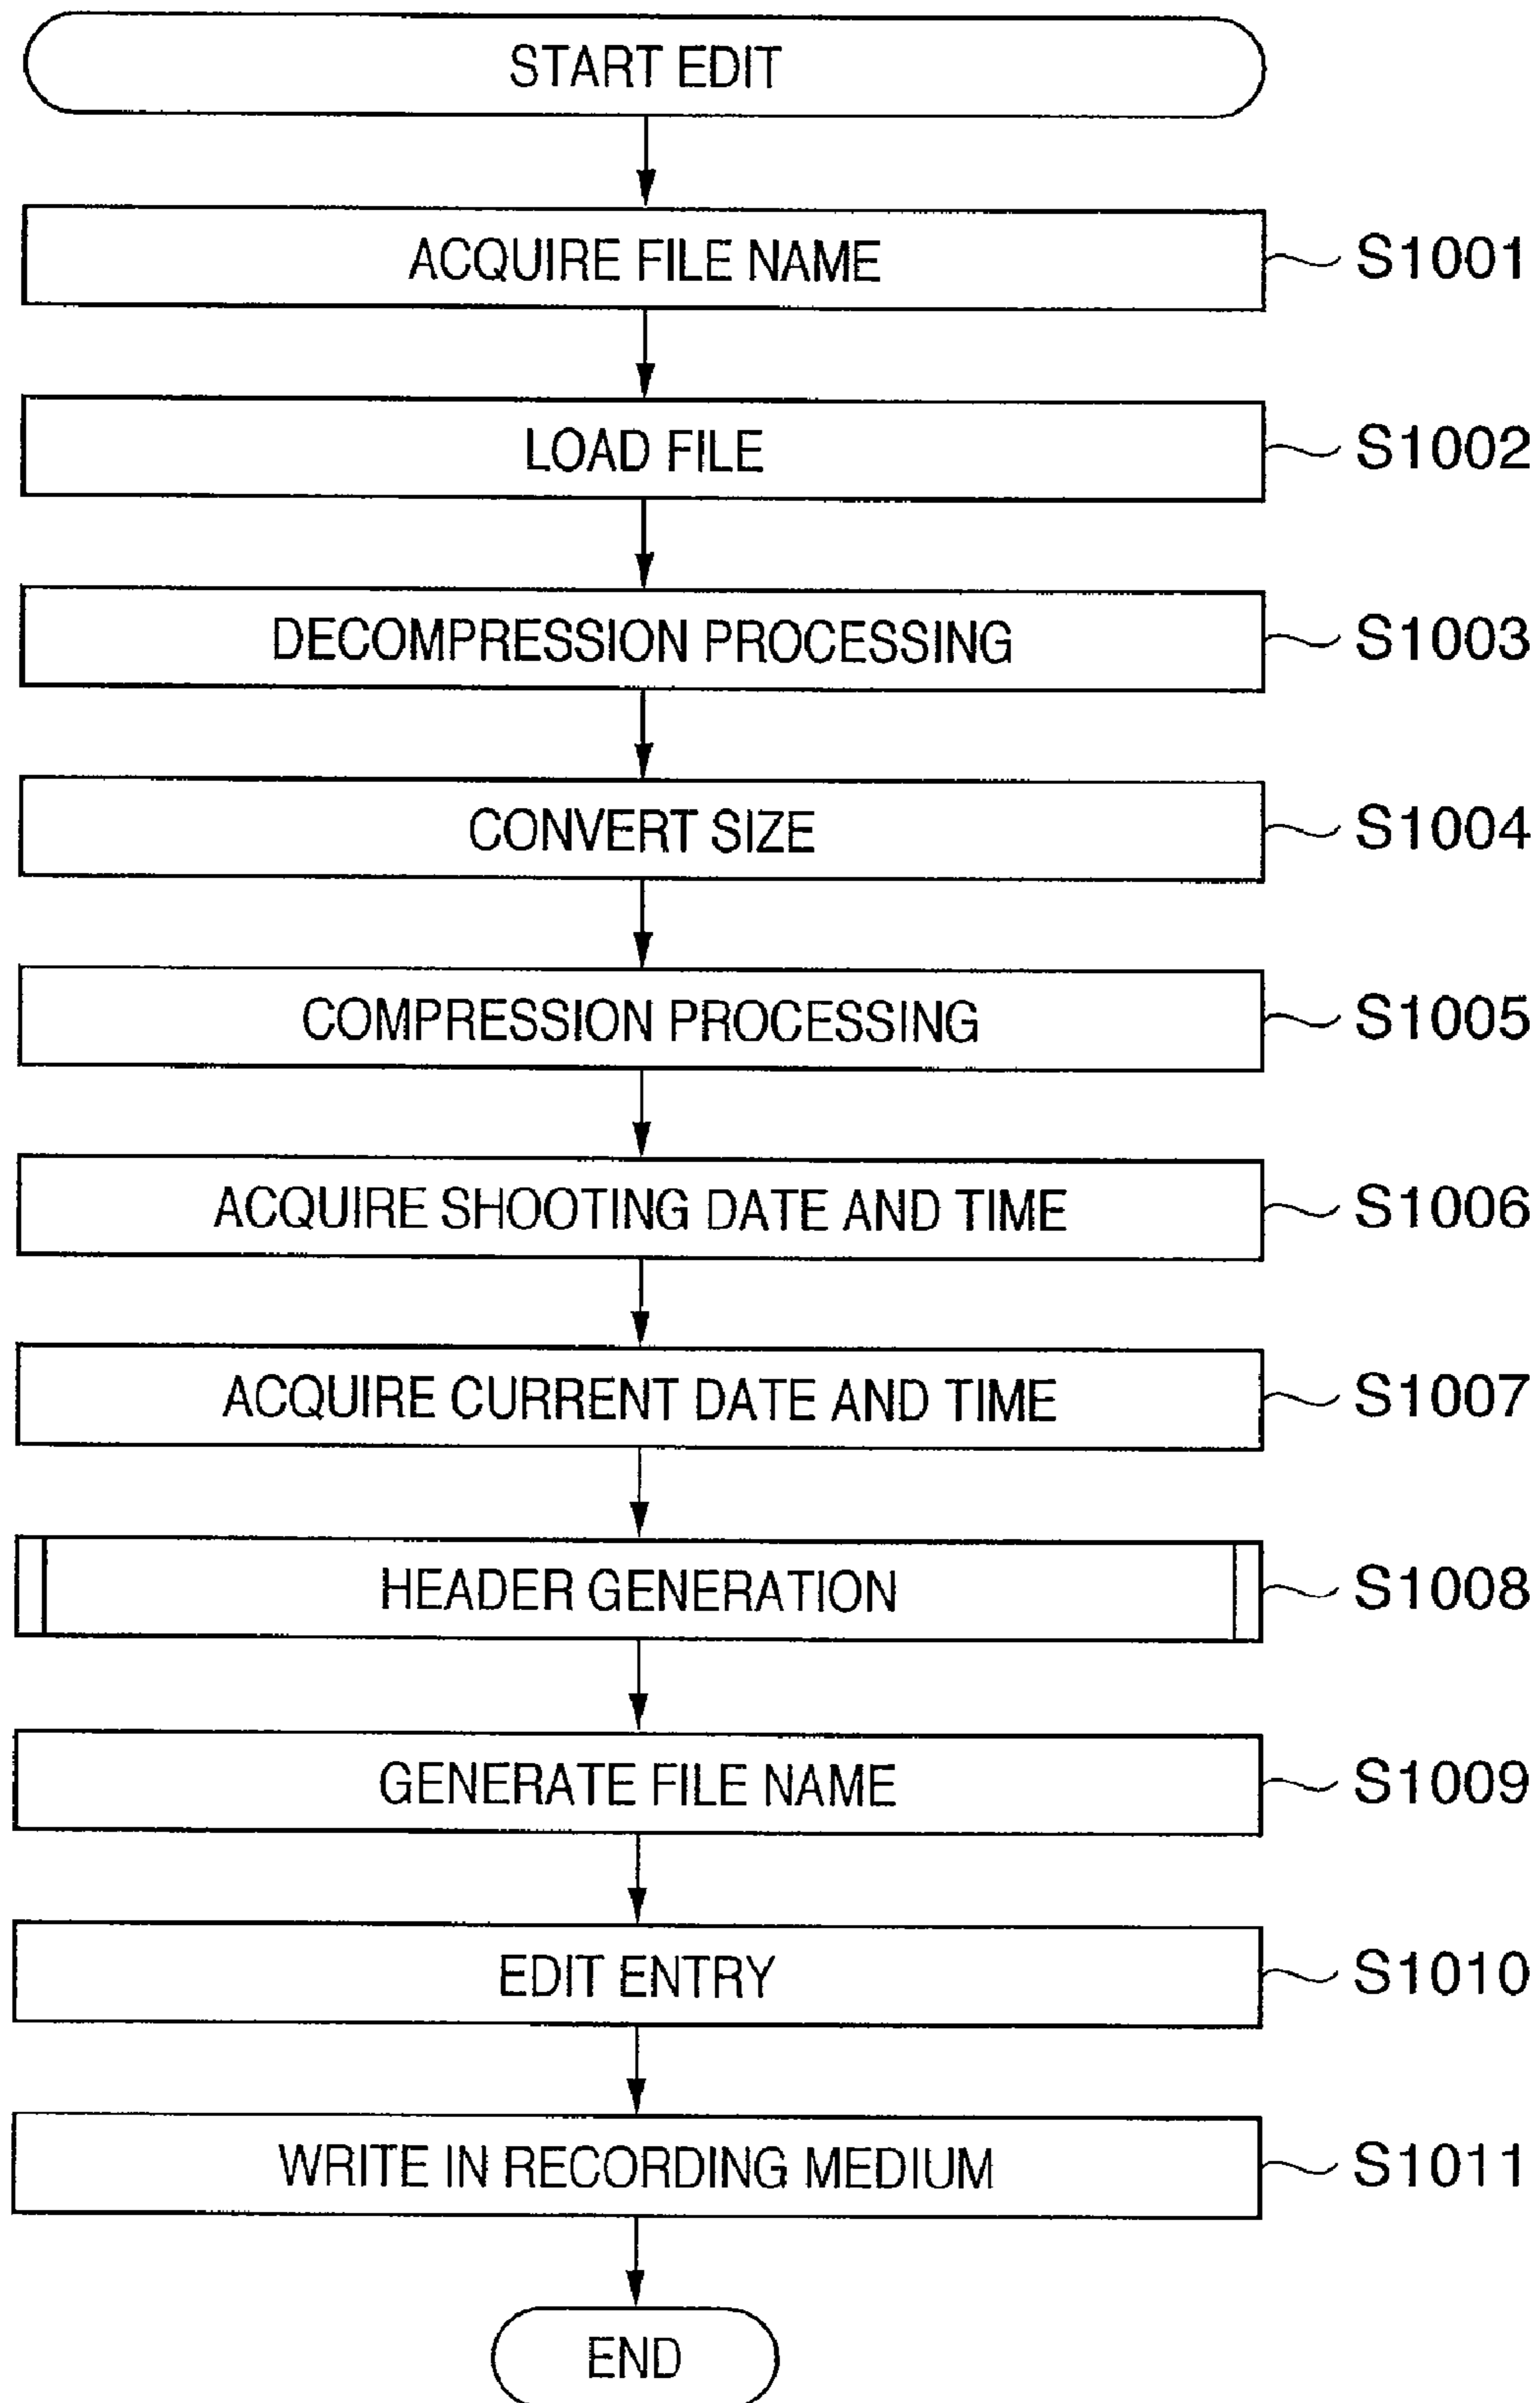 START EDIT
ACQUIRE FILE NAME S1001
LOAD FILE S1002
DECOMPRESSION PROCESSING S1003
CONVERT SIZE S1004
COMPRESSION PROCESSING S1005
ACQUIRE SHOOTING DATE AND TIME S1006
ACQUIRE CURRENT DATE AND TIME S1007
HEADER GENERATION S1008
GENERATE FILE NAME S1009
EDIT ENTRY S1010
WRITE IN RECORDING MEDIUM S1011
END